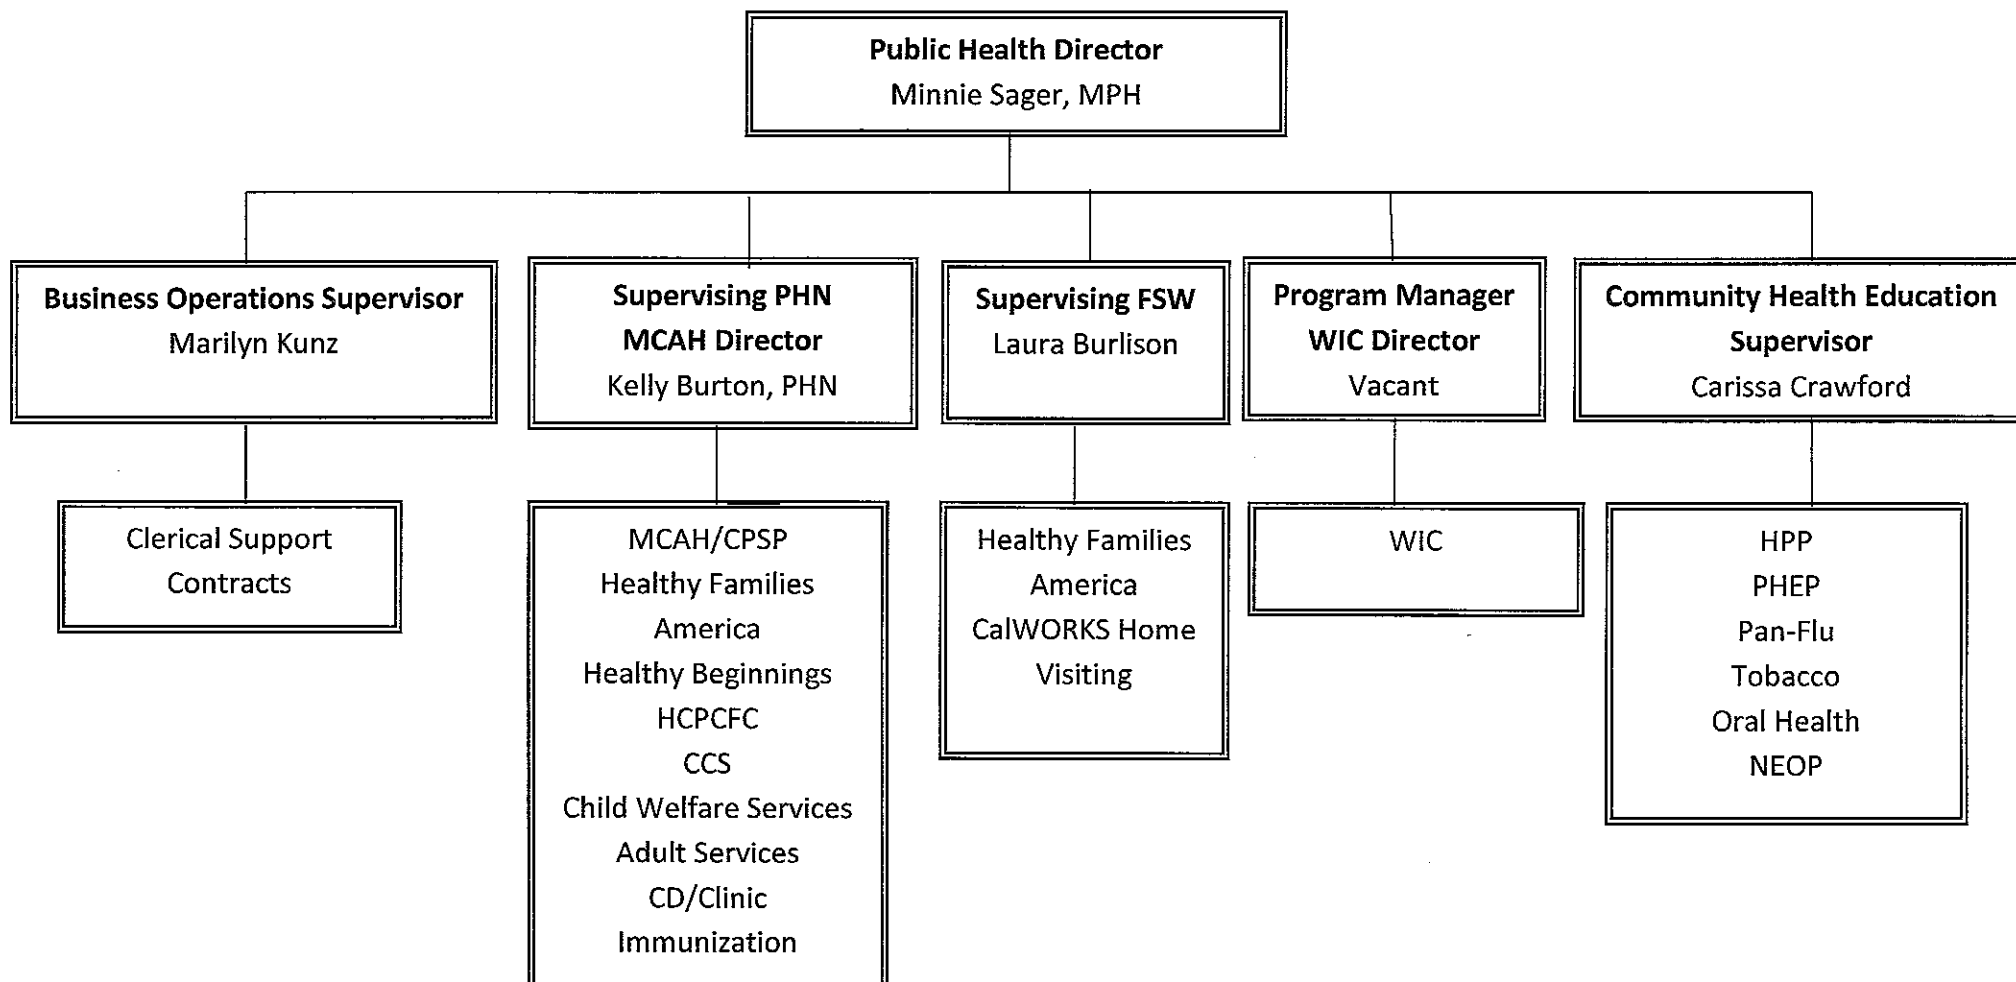 Public Health Director
Minnie Sager, MPH
Business Operations Supervisor
Marilyn Kunz
Supervising PHN
MCAH Director
Kelly Burton, PHN
Supervising FSW
Laura Burlison
Program Manager
WIC Director
Vacant
Community Health Education
Supervisor
Carissa Crawford
Clerical Support
Contracts
MCAH/CPSP
Healthy Families
America
Healthy Beginnings
HCPCFC
CCS
Child Welfare Services
Adult Services
CD/Clinic
Immunization
Healthy Families
America
CalWORKS Home
Visiting
WIC
HPP
PHEP
Pan-Flu
Tobacco
Oral Health
NEOP